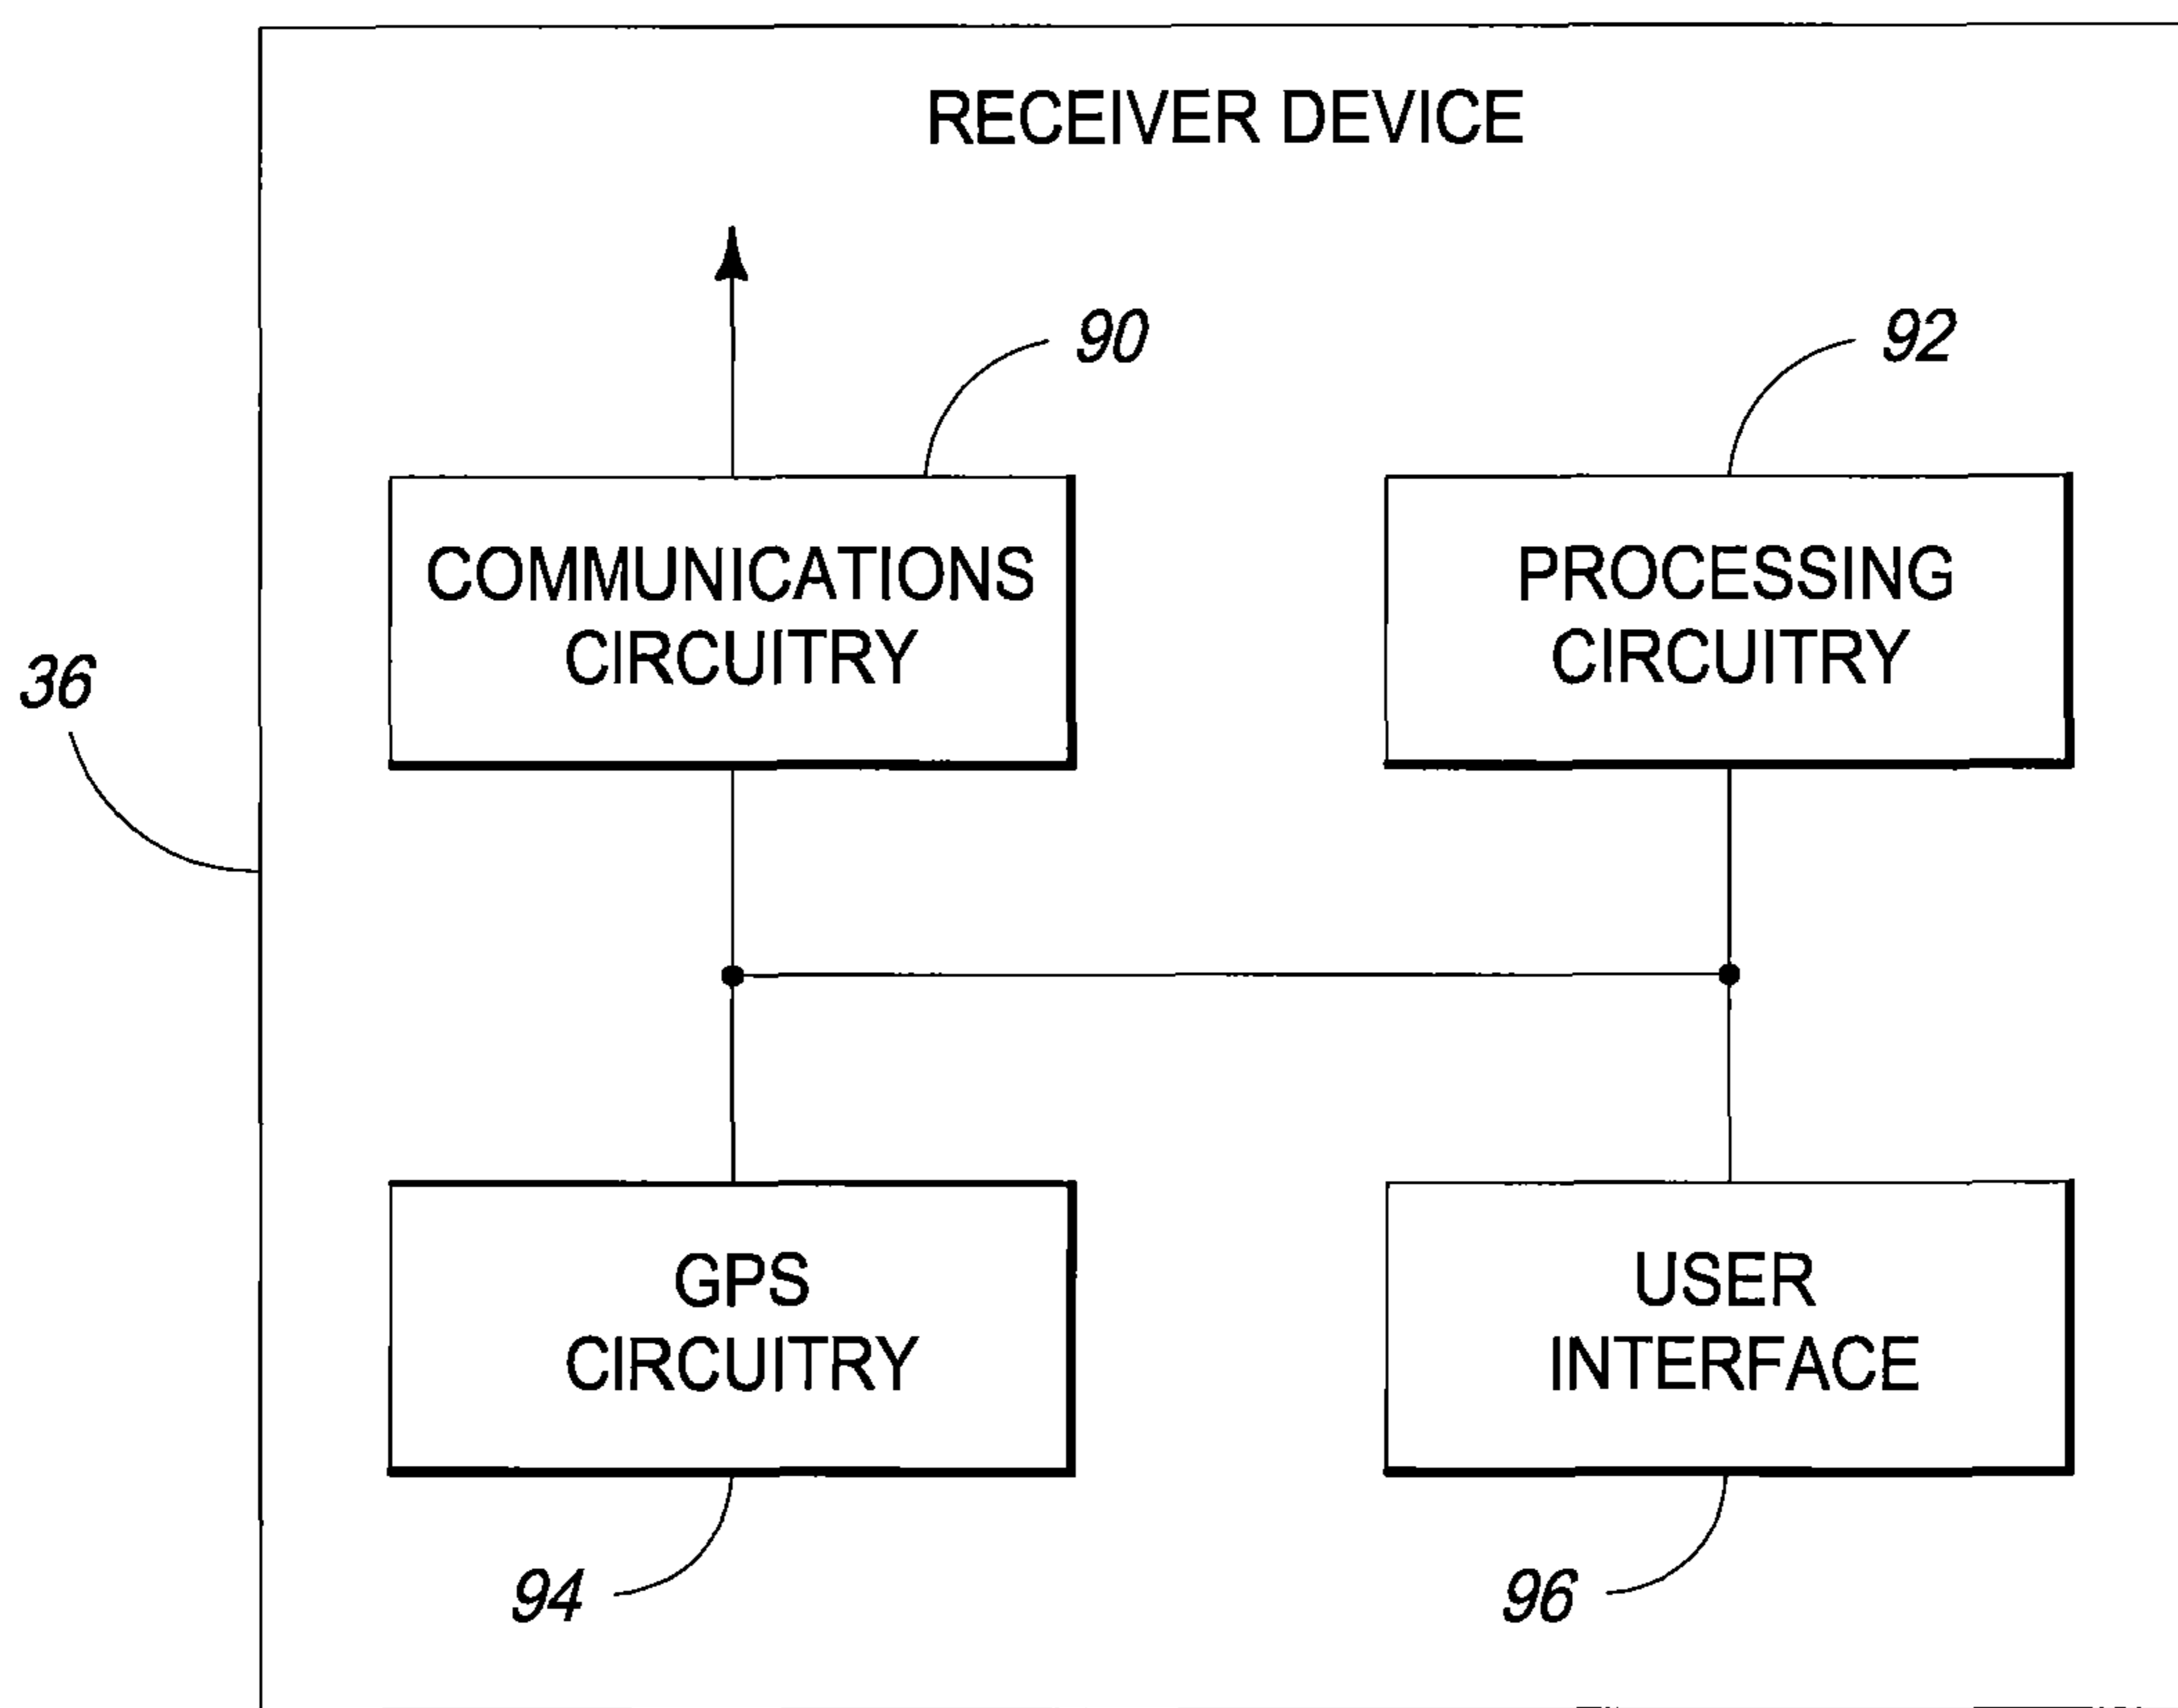 RECEIVER DEVICE
90
92
COMMUNICATIONS
CIRCUITRY
PROCESSING
CIRCUITRY
36
GPS
CIRCUITRY
USER
INTERFACE
94
96